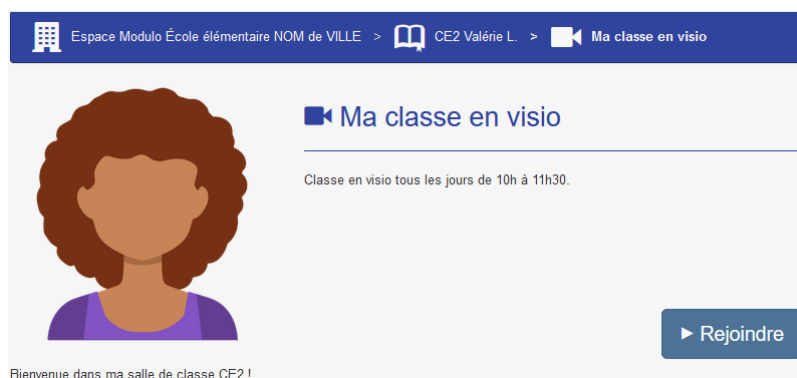 Espace Modulo École élémentaire NOM de VILLE > CE2 Valérie L. > Ma classe en visio
Ma classe en visio
Classe en visio tous les jours de 10h à 11h30.
Rejoindre
Bienvenue dans ma salle de classe CE2 !